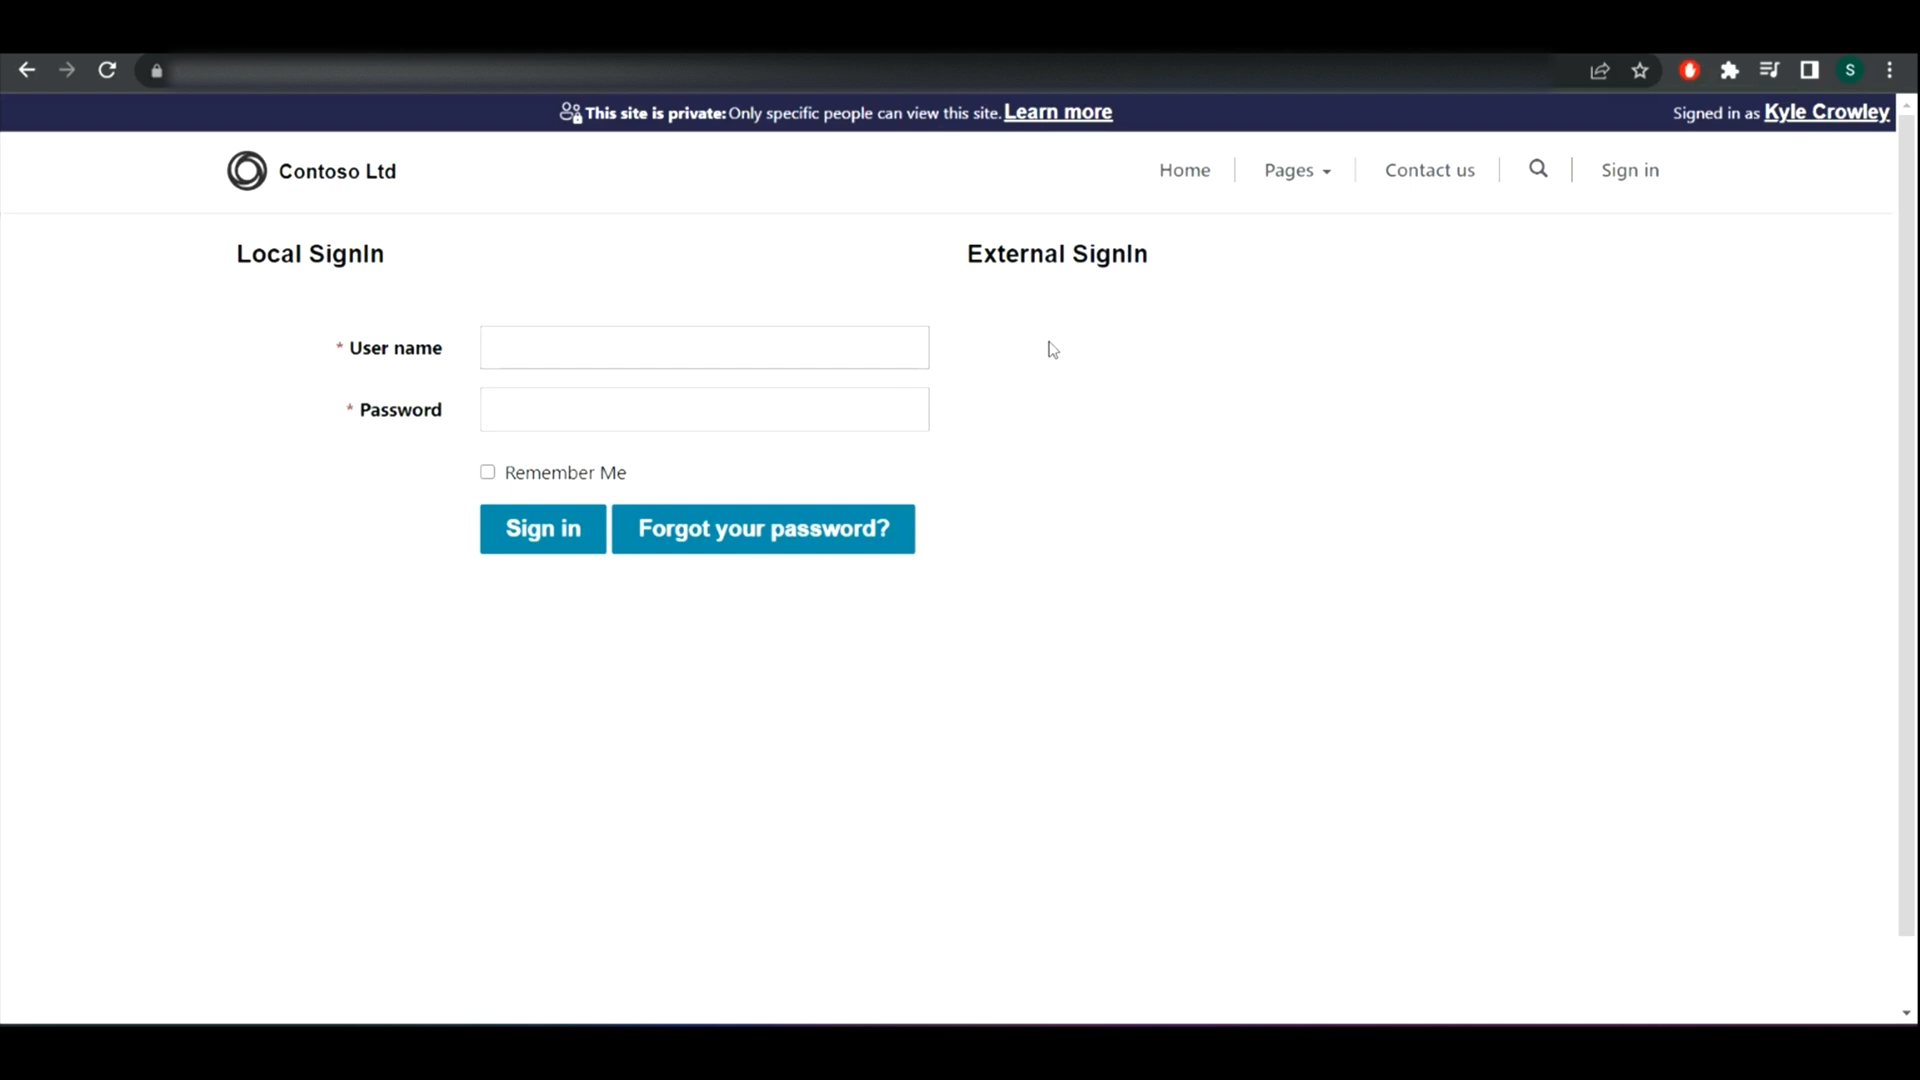 S
This site is private: Only specific people can view this site. Learn more
Signed in as Kyle Crowley
Contoso Ltd
Home
Pages
Contact us
Sign in
Local SignIn
External SignIn
* User name
* Password
Remember Me
Sign in
Forgot your password?